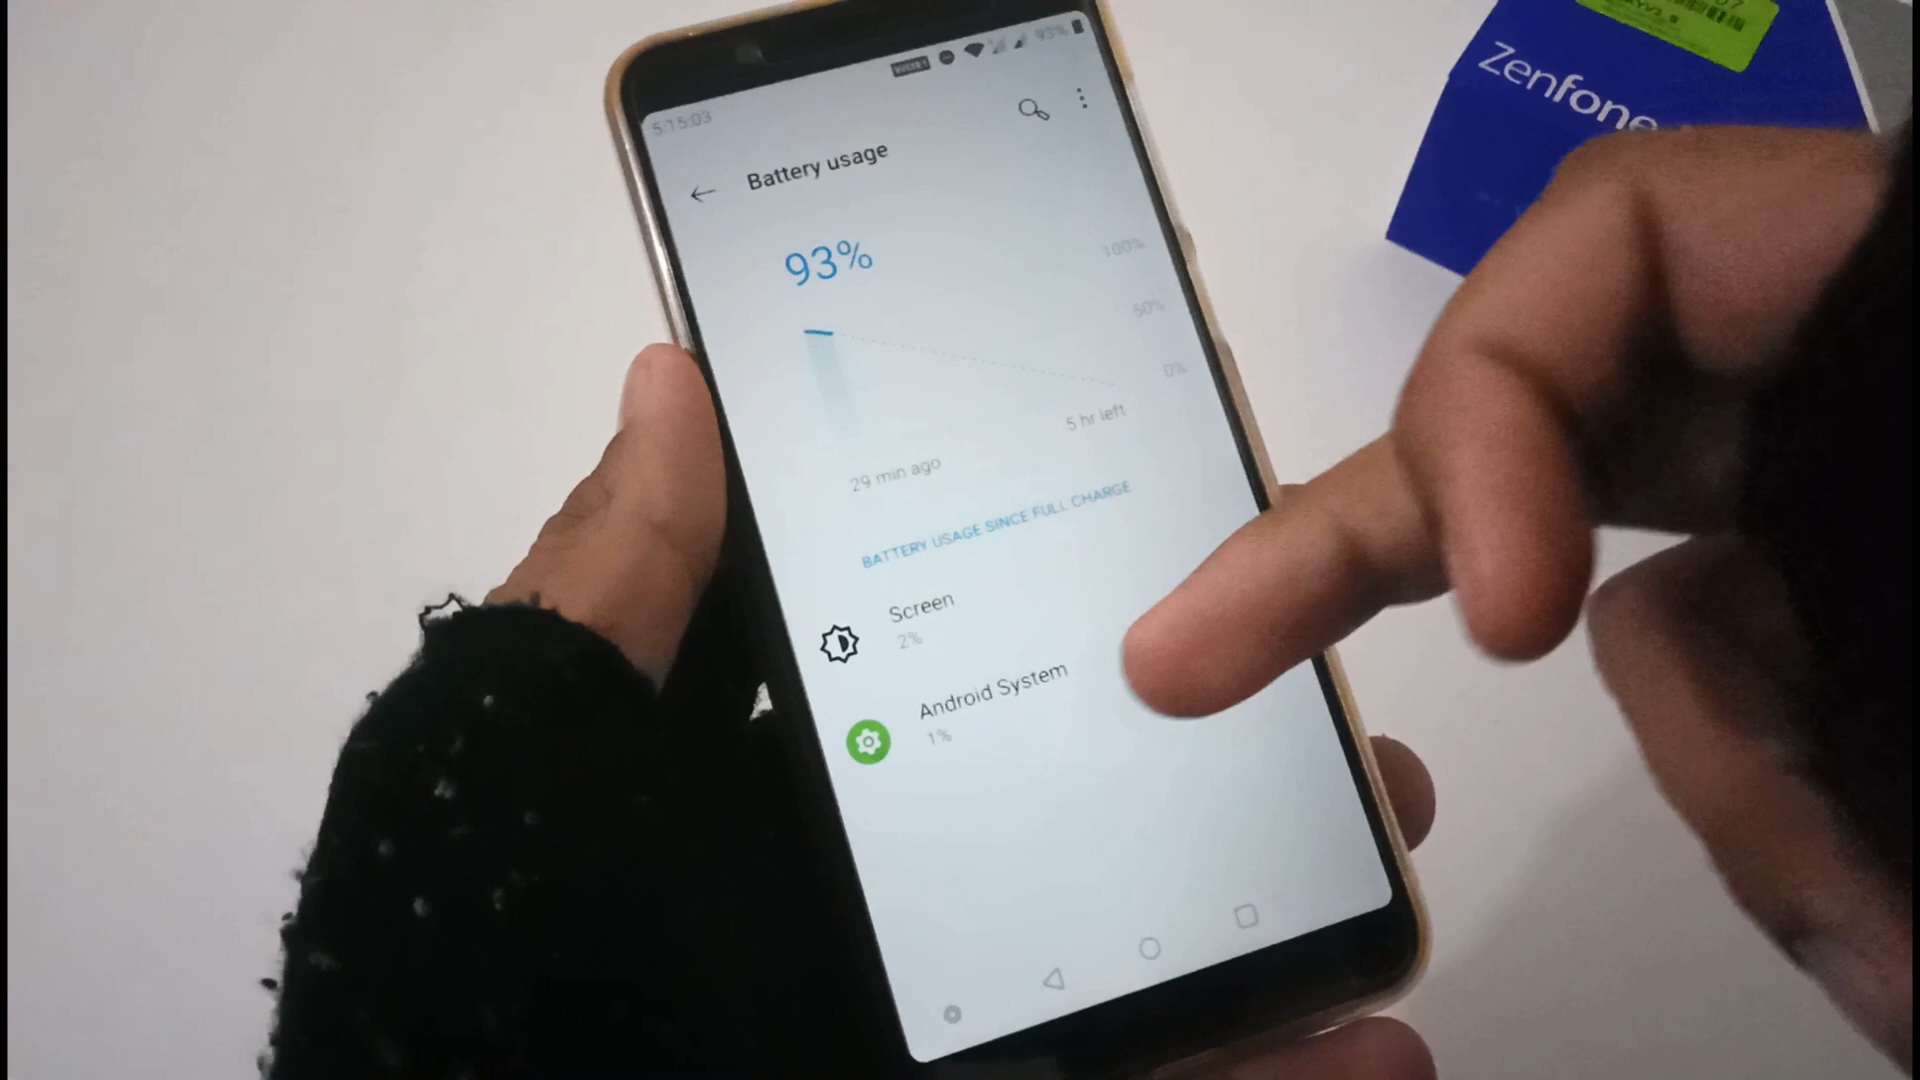 Zenfone
93%
5:15:03
Battery usage
93%
100%
50%
0%
5 hr left
29 min ago
BATTERY USAGE SINCE FULL CHARGE
Screen
2%
Android System
1%